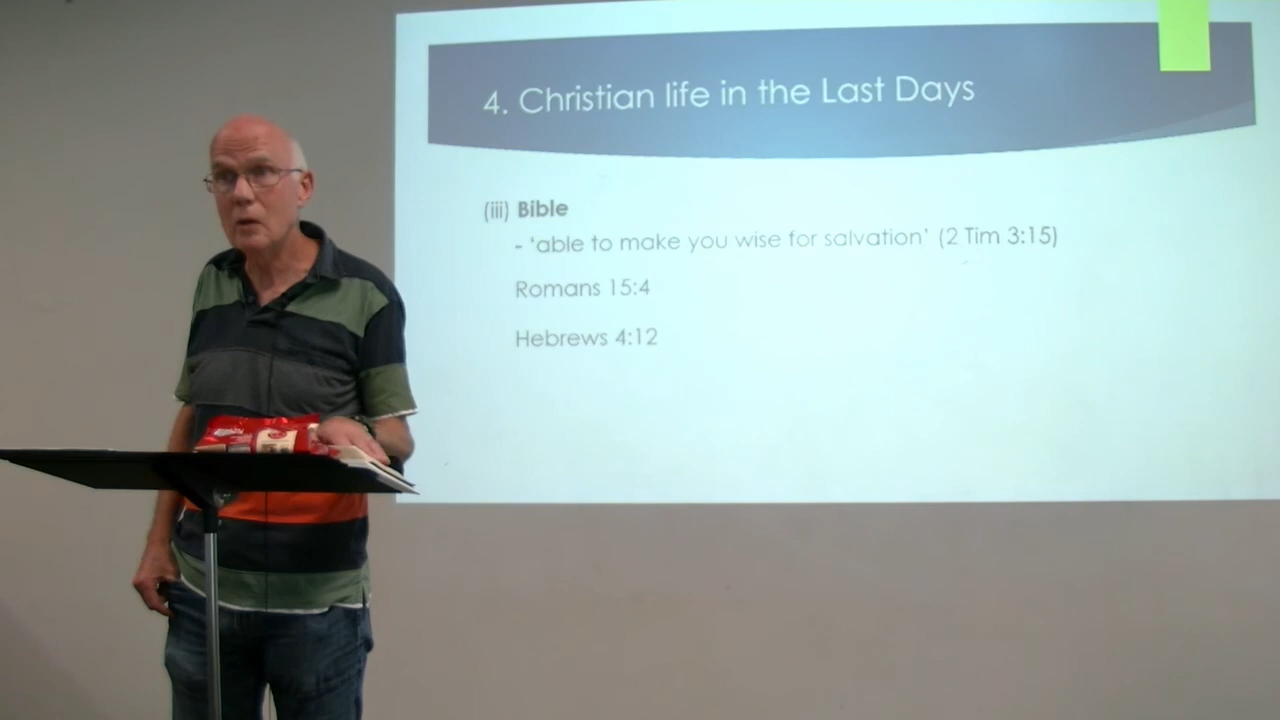 4. Christian life in the Last Days
(iii) Bible
- ‘able to make you wise for salvation’ (2 Tim 3:15)
Romans 15:4
Hebrews 4:12